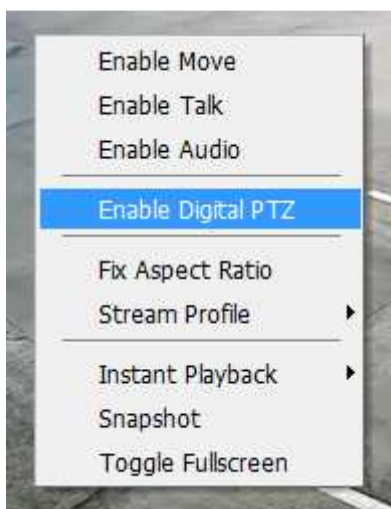 Enable Move
Enable Talk
Enable Audio
Enable Digital PTZ
Fix Aspect Ratio
Stream Profile
Instant Playback
Snapshot
Toggle Fullscreen